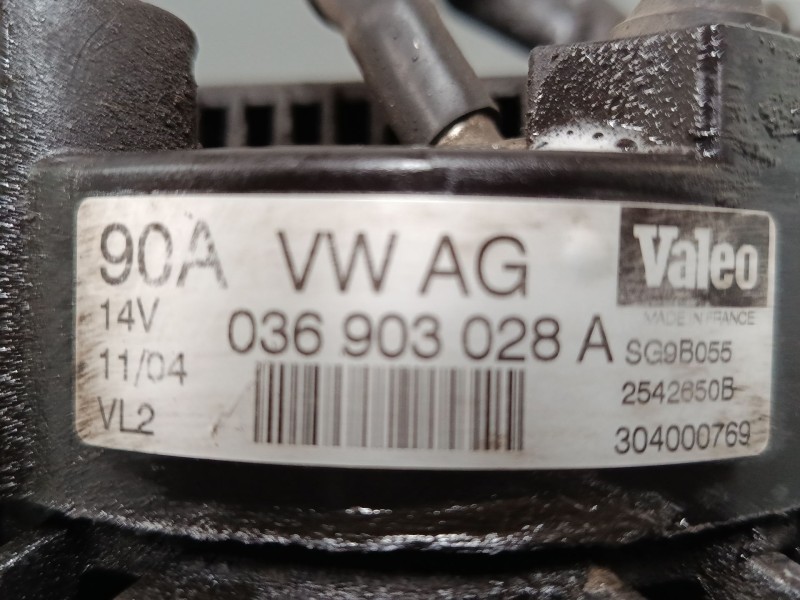 90A VW AG Valeo
MADE IN FRANCE
14V 036 903 028 A SG9B055
11/04 2542650B
VL2 304000769